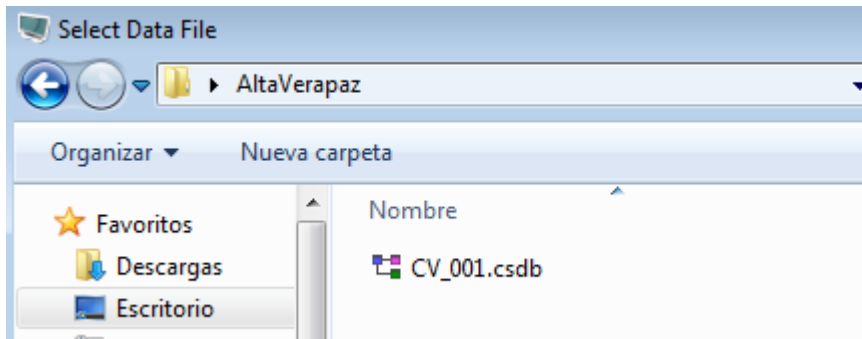 Select Data File
AltaVerapaz
Organizar
Nueva carpeta
Favoritos
Nombre
Descargas
CV_001.csdb
Escritorio